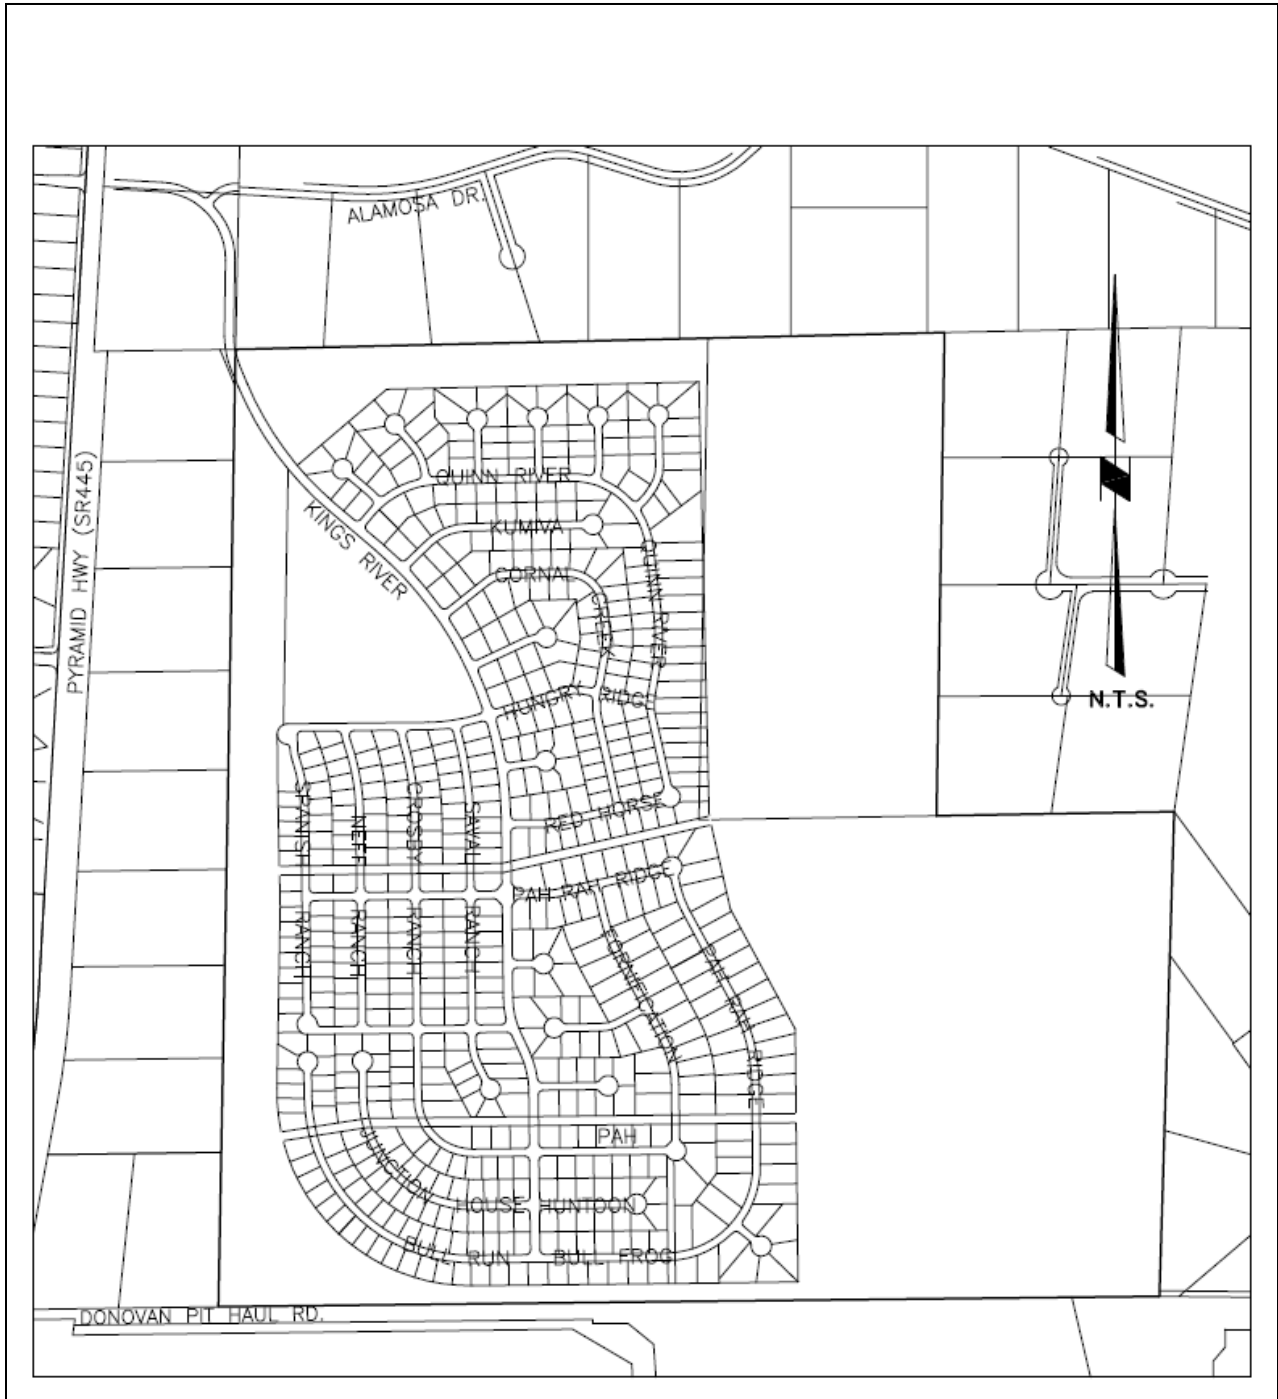 ALAMOSA DR.
PYRAMID HWY (SR445)
QUINN RIVER
KINGS RIVER
KUMIVA
QUINN RIVER
CORNAL
CREEK
N.T.S.
HUNGRY RIDGE
SPANISH
NEFF
CROSBY
SAVAL
RED HORSE
PAH RAH RIDGE
RANCH
RANCH
RANCH
RANCH
FORNIFICATION
PAH RAH RIDGE
PAH
JUNCTION HOUSE
HUNTOON
BULL RUN
BULL FROG
DONOVAN PIT HAUL RD.